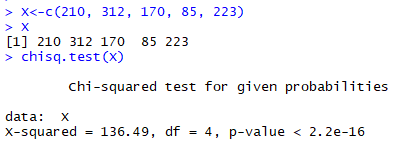 > X<-c(210, 312, 170, 85, 223)
> X
[1] 210 312 170  85 223
> chisq.test(X)
Chi-squared test for given probabilities
data:  X
X-squared = 136.49, df = 4, p-value < 2.2e-16